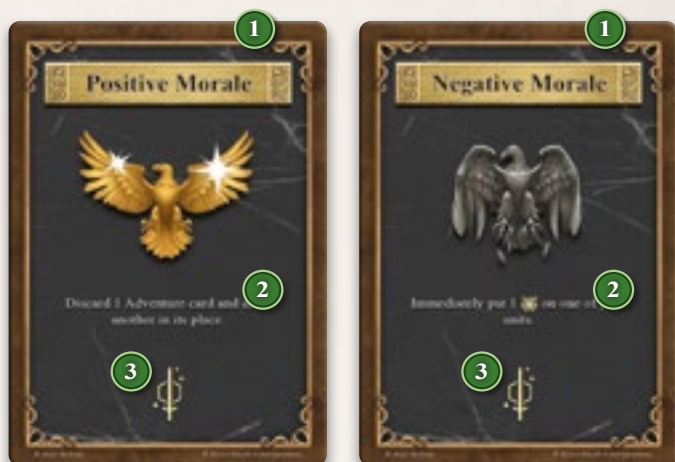 1
Positive Morale
2
Discard 1 Adventure card and
another in its place.
3
1
Negative Morale
2
Immediately put 1 on one of
units.
3